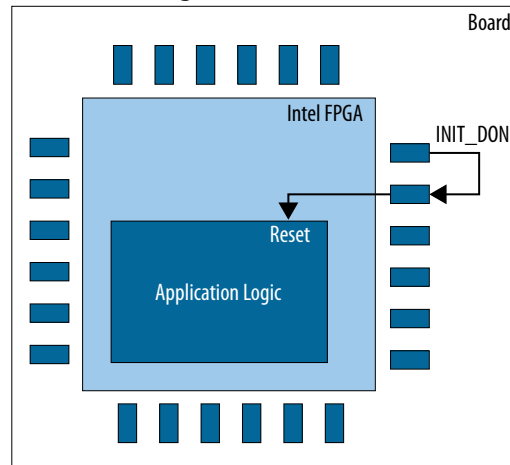 Board
Intel FPGA
INIT_DON
Reset
Application Logic